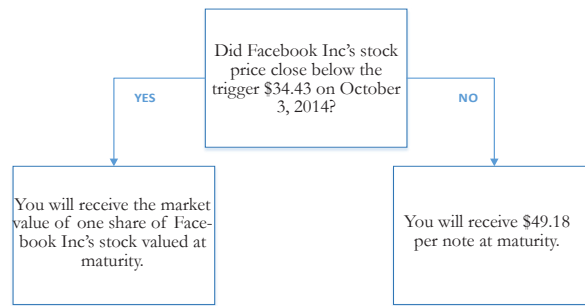 Did Facebook Inc's stock
price close below the
trigger $34.43 on October
3, 2014?
YES
NO
You will receive the market
value of one share of Face-
book Inc's stock valued at
maturity.
You will receive $49.18
per note at maturity.